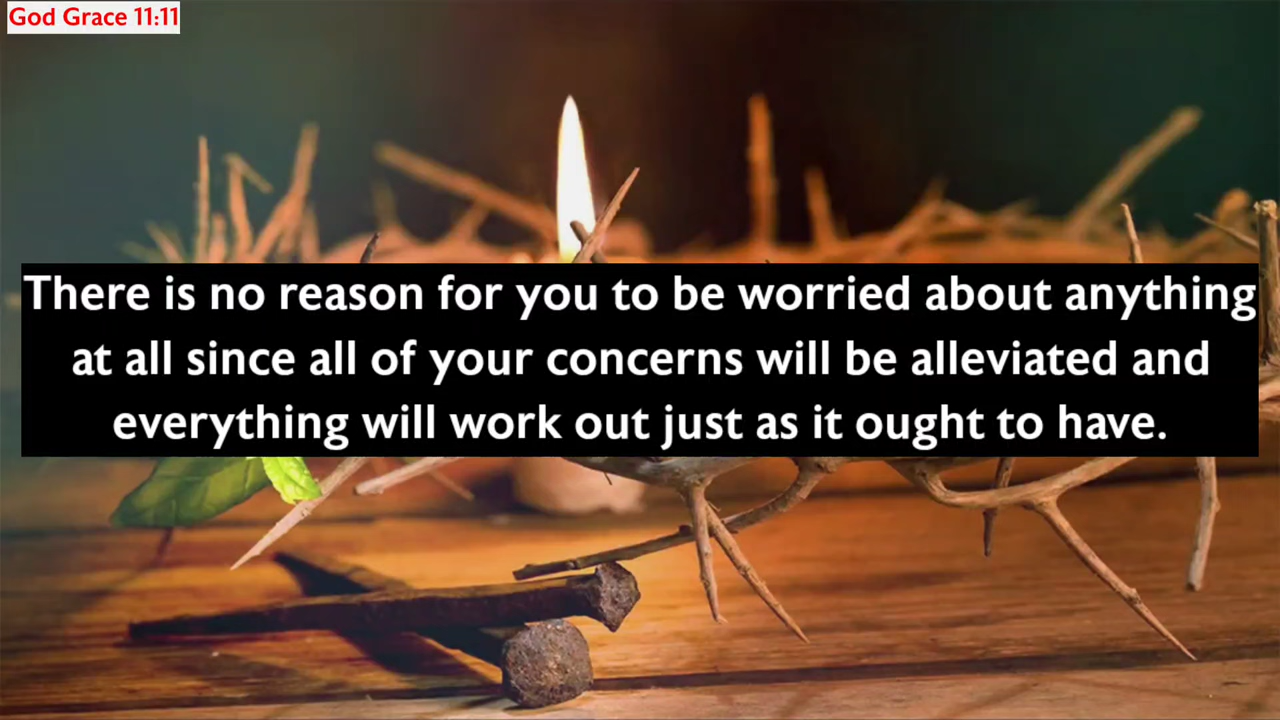 God Grace 11:11
There is no reason for you to be worried about anything
at all since all of your concerns will be alleviated and
everything will work out just as it ought to have.